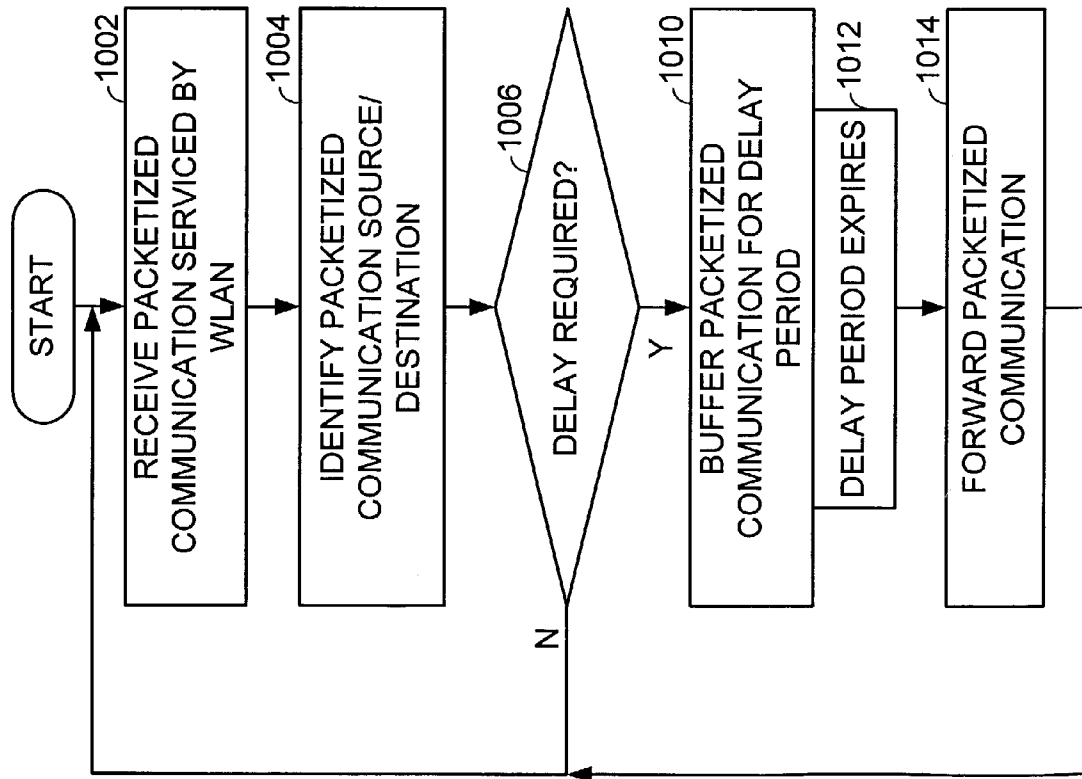 START
1002
RECEIVE PACKETIZED
COMMUNICATION SERVICED BY
WLAN
1004
IDENTIFY PACKETIZED
COMMUNICATION SOURCE/
DESTINATION
1006
DELAY REQUIRED?
N
Y
1010
BUFFER PACKETIZED
COMMUNICATION FOR DELAY
PERIOD
1012
DELAY PERIOD EXPIRES
1014
FORWARD PACKETIZED
COMMUNICATION